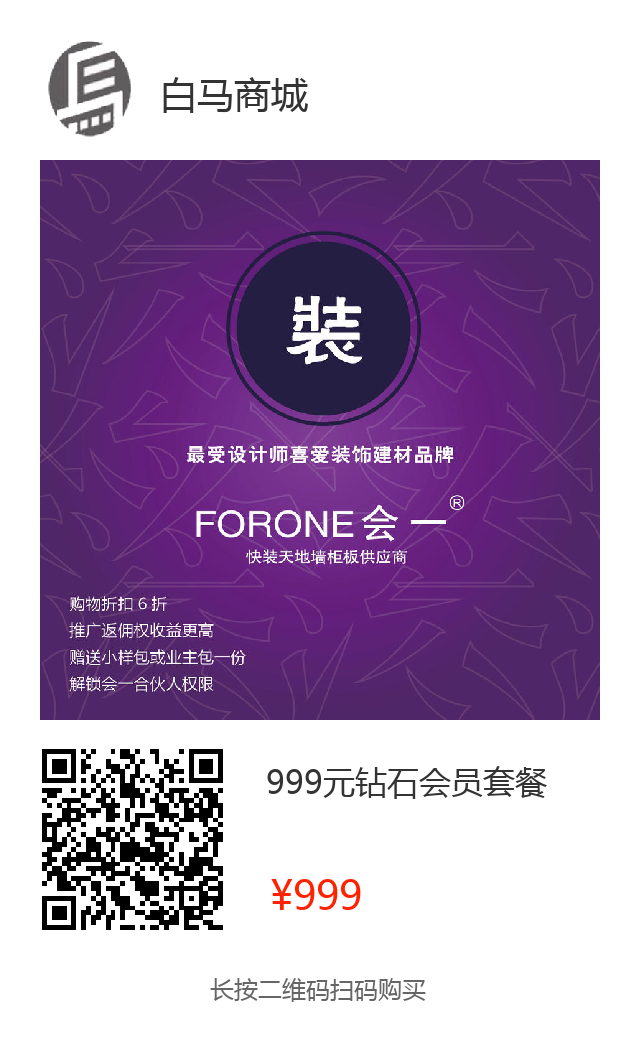 白马商城
裝
最受设计师喜爱装饰建材品牌
FORONE 会一®
快装天地墙柜板供应商
购物折扣 6 折
推广返佣权收益更高
赠送小样包或业主包一份
解锁会一合伙人权限
999元钻石会员套餐
¥999
长按二维码扫码购买